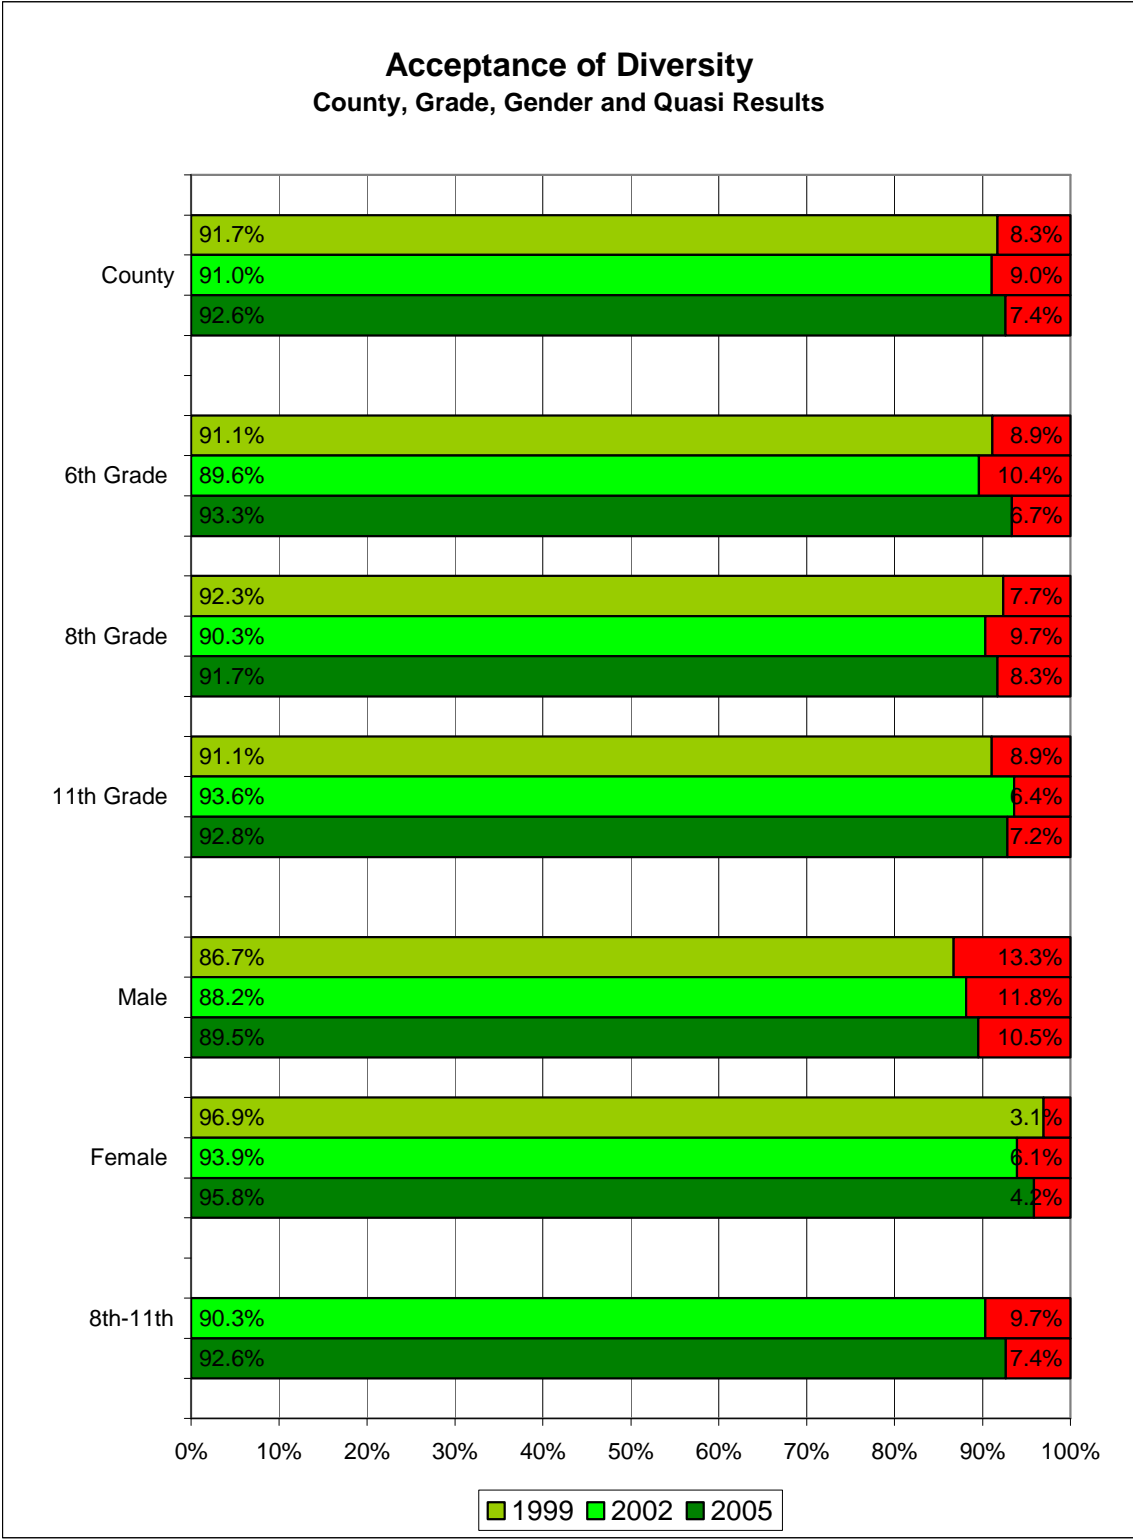 Acceptance of Diversity
County, Grade, Gender and Quasi Results
91.7% 8.3%
County 91.0% 9.0%
92.6% 7.4%
91.1% 8.9%
6th Grade 89.6% 10.4%
93.3% 6.7%
92.3% 7.7%
8th Grade 90.3% 9.7%
91.7% 8.3%
91.1% 8.9%
11th Grade 93.6% 6.4%
92.8% 7.2%
86.7% 13.3%
Male 88.2% 11.8%
89.5% 10.5%
96.9% 3.1%
Female 93.9% 6.1%
95.8% 4.2%
8th-11th 90.3% 9.7%
92.6% 7.4%
0% 10% 20% 30% 40% 50% 60% 70% 80% 90% 100%
1999 2002 2005